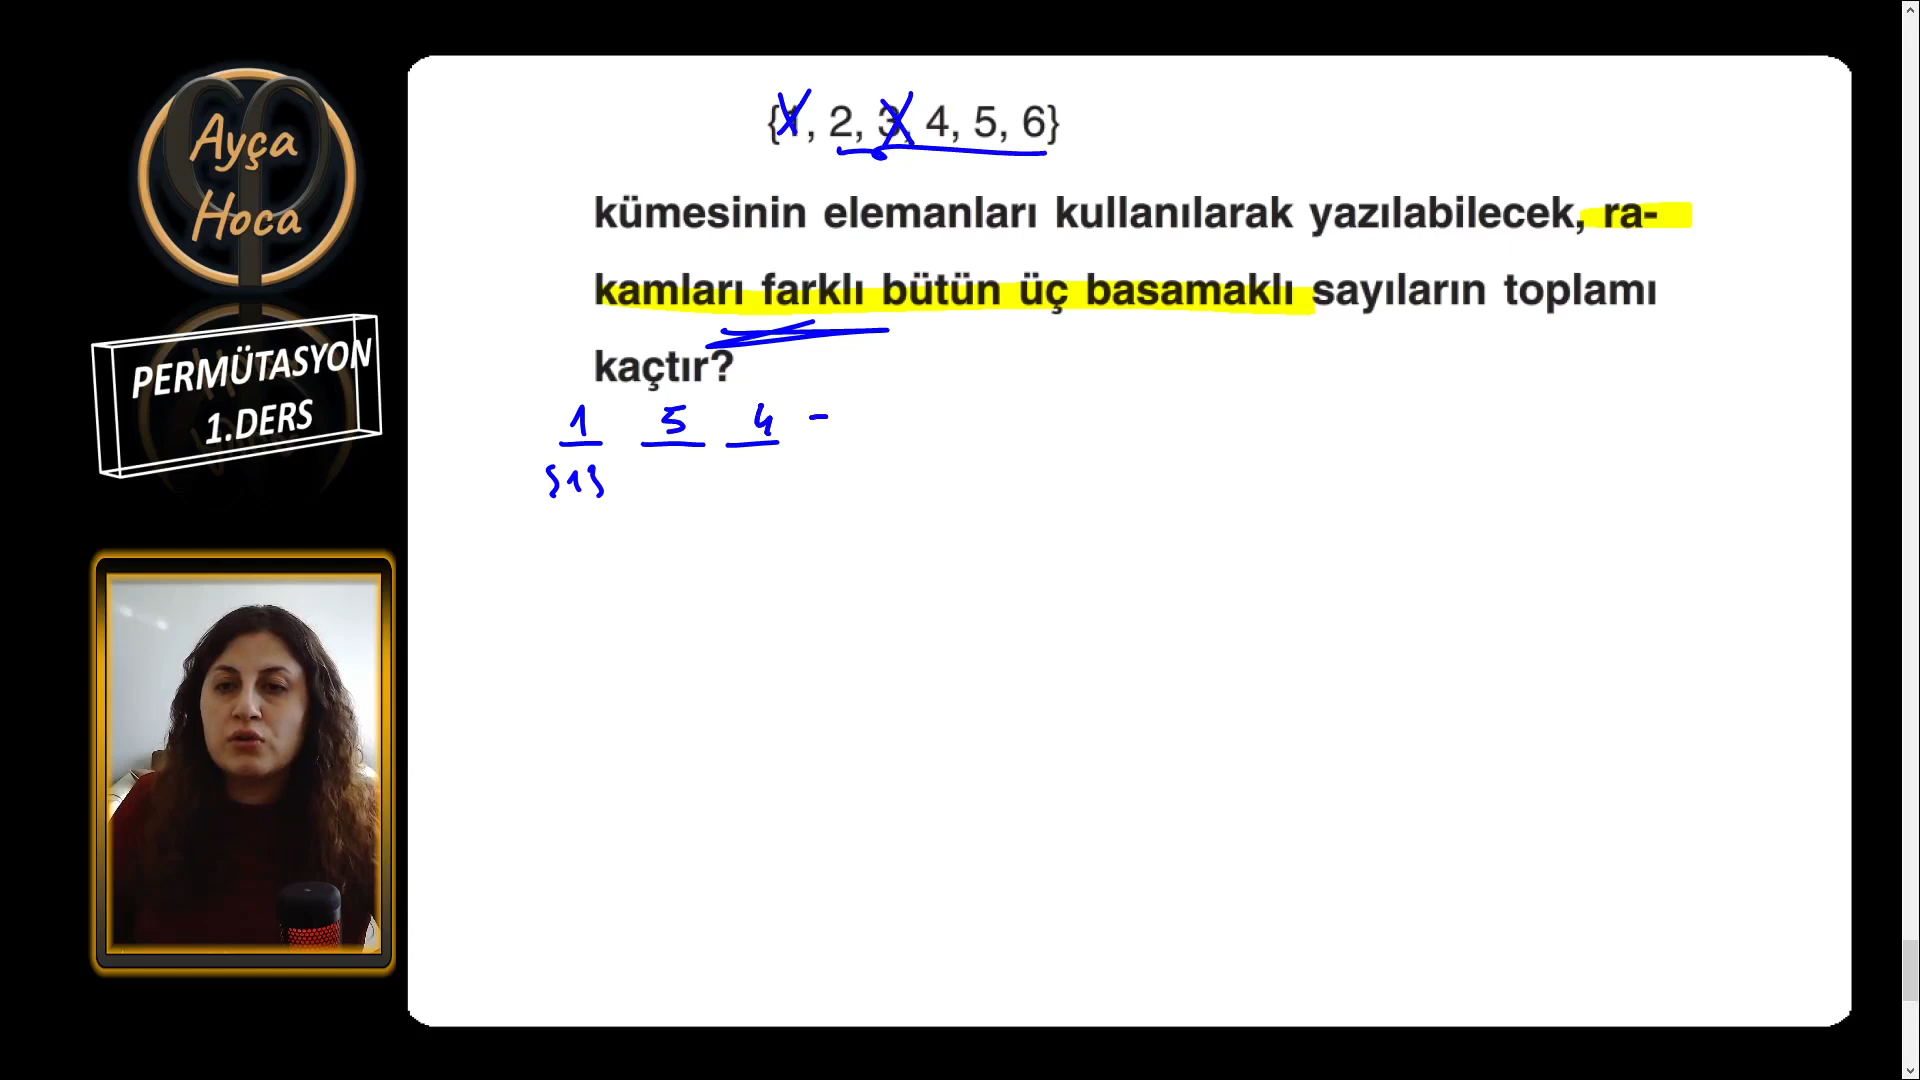 Ayça
Hoca
PERMÜTASYON
1.DERS
{1, 2, 3, 4, 5, 6}
kümesinin elemanları kullanılarak yazılabilecek, ra-
kamları farklı bütün üç basamaklı sayıların toplamı
kaçtır?
1 5 4 -
{1}